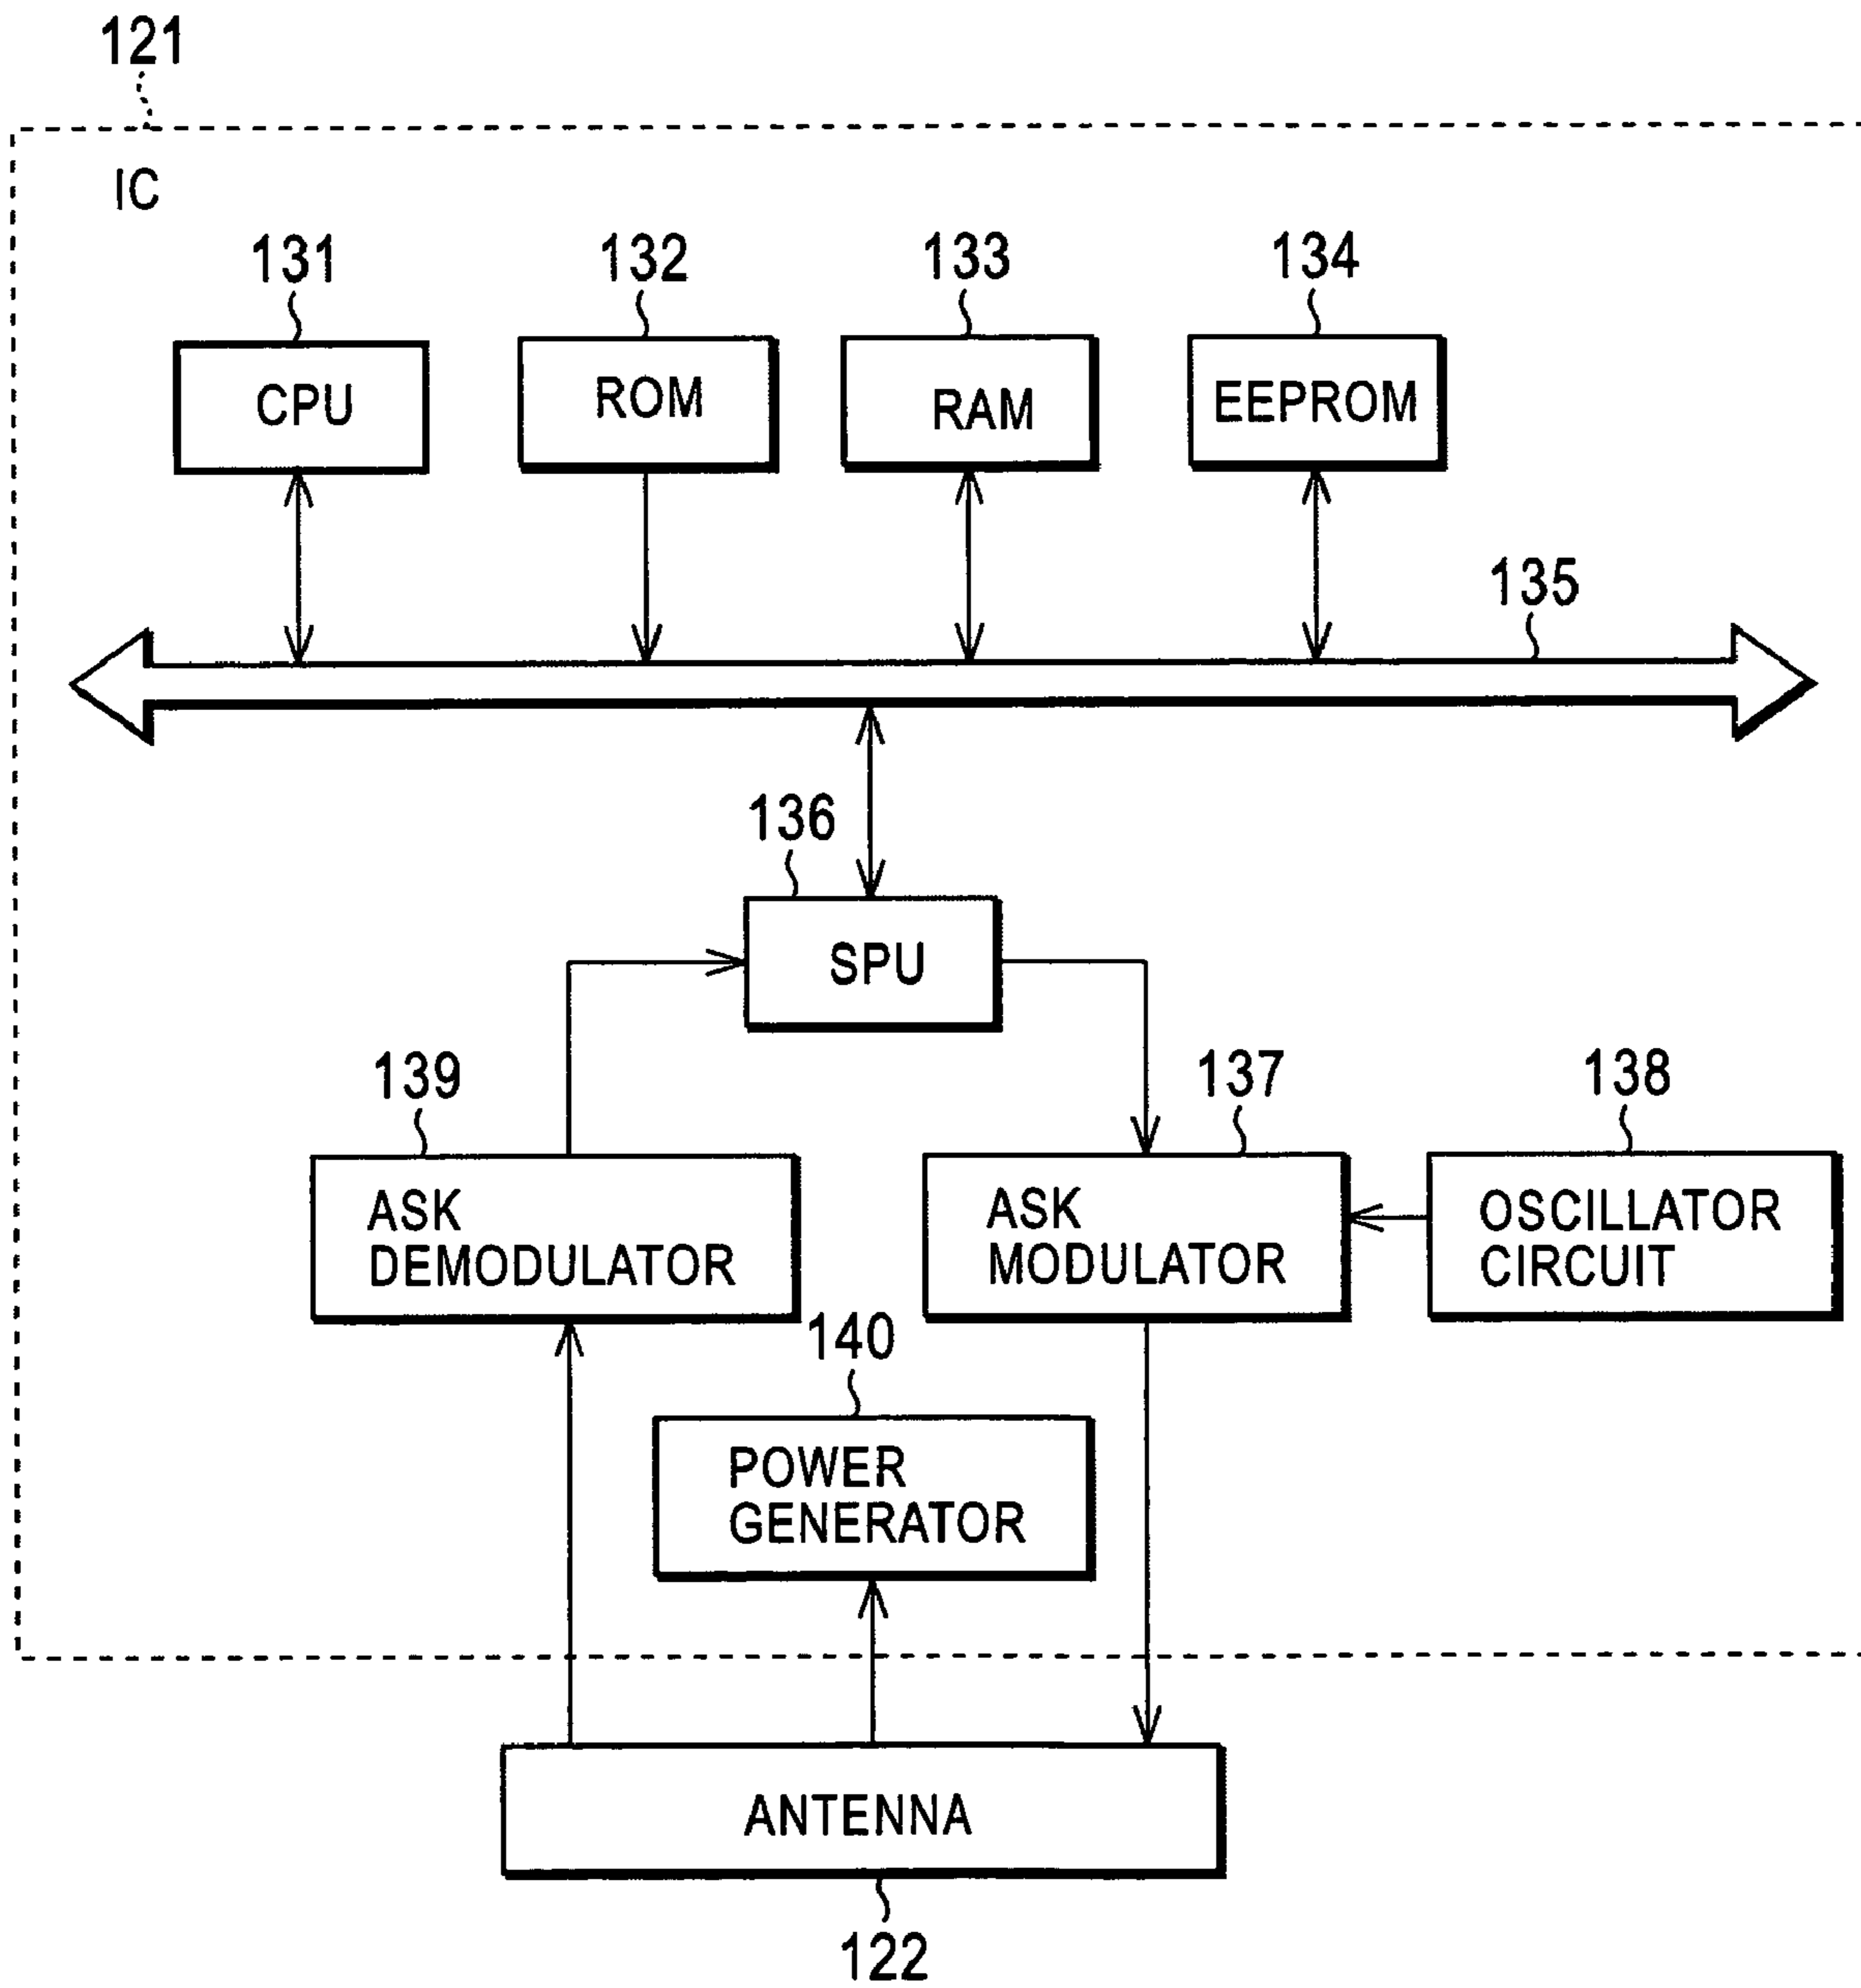 121
IC
131
132
133
134
CPU
ROM
RAM
EEPROM
135
136
SPU
139
137
138
ASK
DEMODULATOR
ASK
MODULATOR
OSCILLATOR
CIRCUIT
140
POWER
GENERATOR
ANTENNA
122